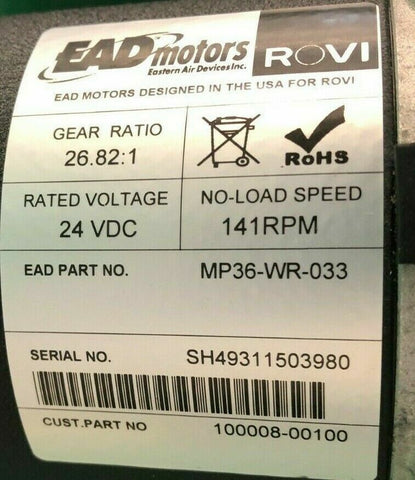 EAD motors ROVI
Eastern Air Devices Inc.
EAD MOTORS DESIGNED IN THE USA FOR ROVI
GEAR RATIO
26.82:1
RoHS
RATED VOLTAGE
24 VDC
NO-LOAD SPEED
141RPM
EAD PART NO. MP36-WR-033
SERIAL NO. SH49311503980
CUST.PART NO 100008-00100